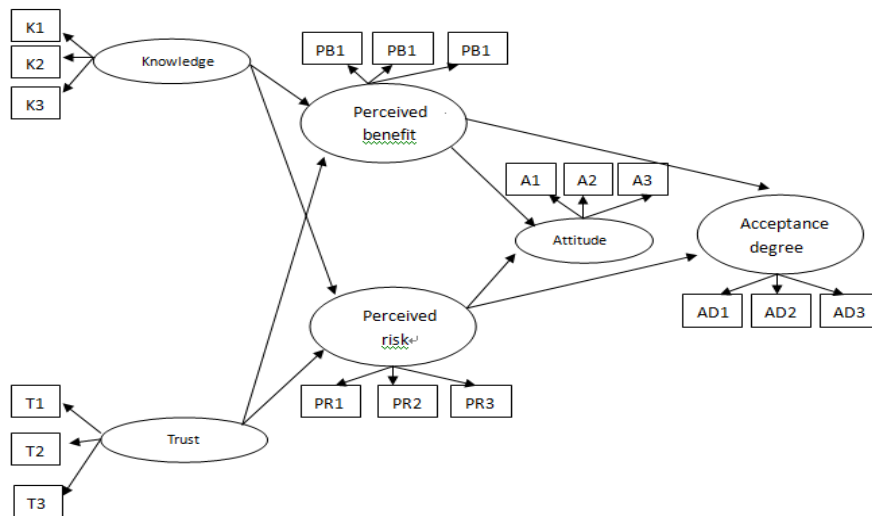 K1
K2
K3
Knowledge
PB1
PB1
PB1
Perceived
benefit
A1
A2
A3
Attitude
Acceptance
degree
AD1
AD2
AD3
Perceived
risk
PR1
PR2
PR3
T1
T2
T3
Trust